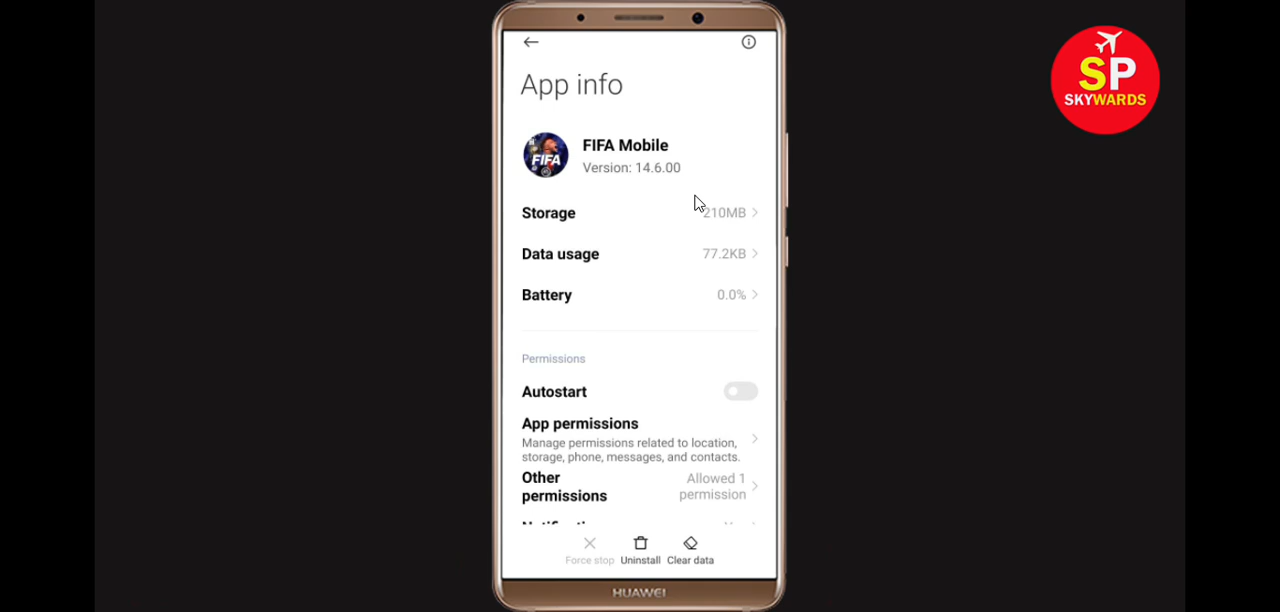 App info
SP
SKYWARDS
FIFA
FIFA Mobile
Version: 14.6.00
Storage 210MB
Data usage 77.2KB
Battery 0.0%
Permissions
Autostart
App permissions
Manage permissions related to location,
storage, phone, messages, and contacts.
Other
permissions
Allowed 1
permission
Force stop Uninstall Clear data
HUAWEI